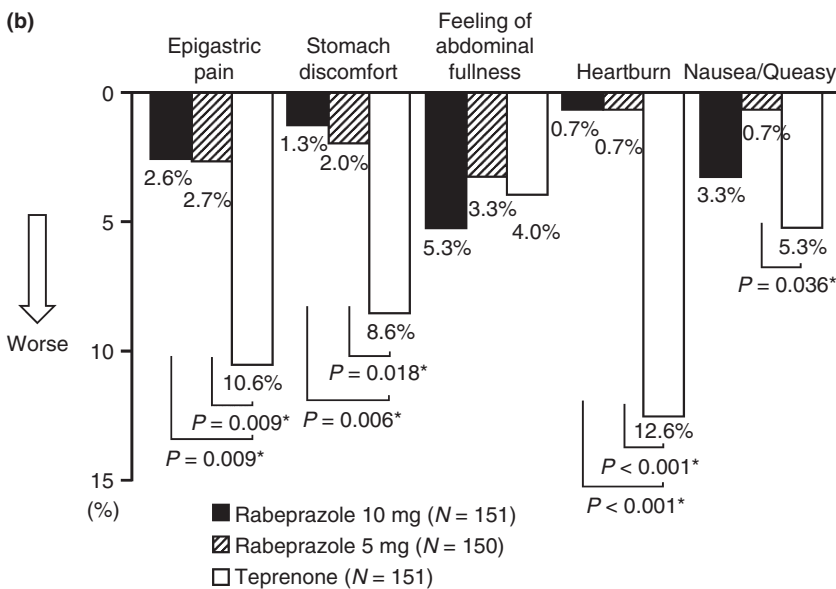 (b)
Epigastric
pain
Stomach
discomfort
Feeling of
abdominal
fullness
Heartburn
Nausea/Queasy
0
5
10
15
(%)
Worse
2.6%
2.7%
10.6%
P = 0.009*
P = 0.009*
1.3%
2.0%
8.6%
P = 0.018*
P = 0.006*
5.3%
3.3%
4.0%
0.7%
0.7%
12.6%
P < 0.001*
P < 0.001*
3.3%
0.7%
5.3%
P = 0.036*
Rabeprazole 10 mg (N = 151)
Rabeprazole 5 mg (N = 150)
Teprenone (N = 151)